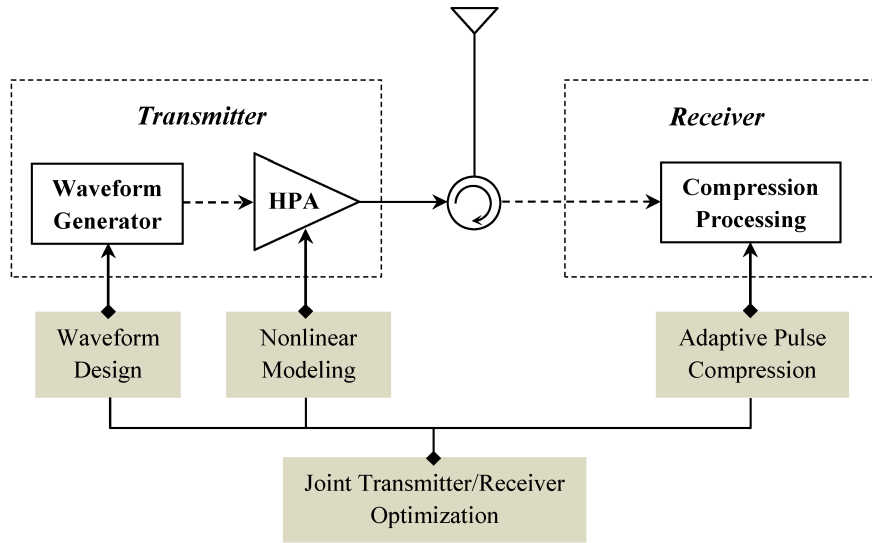 Transmitter
Receiver
Waveform
Generator
HPA
Compression
Processing
Waveform
Design
Nonlinear
Modeling
Adaptive Pulse
Compression
Joint Transmitter/Receiver
Optimization